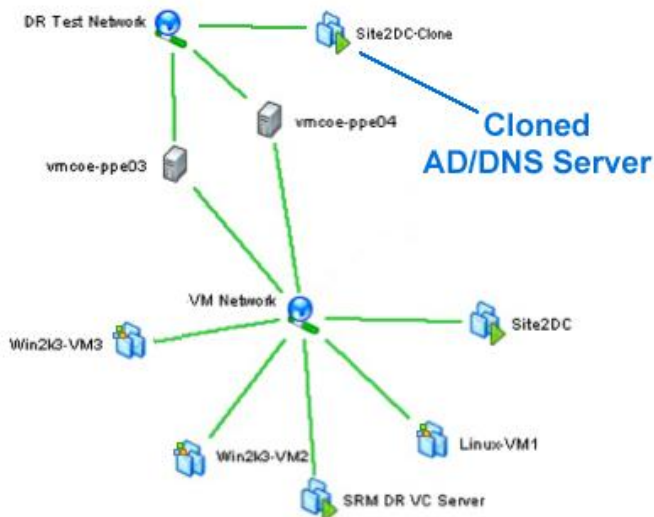 DR Test Network
Site2DC-Clone
vmcoe-ppe04
Cloned
AD/DNS Server
vmcoe-ppe03
VM Network
Site2DC
Win2k3-VM3
Linux-VM1
Win2k3-VM2
SRM DR VC Server